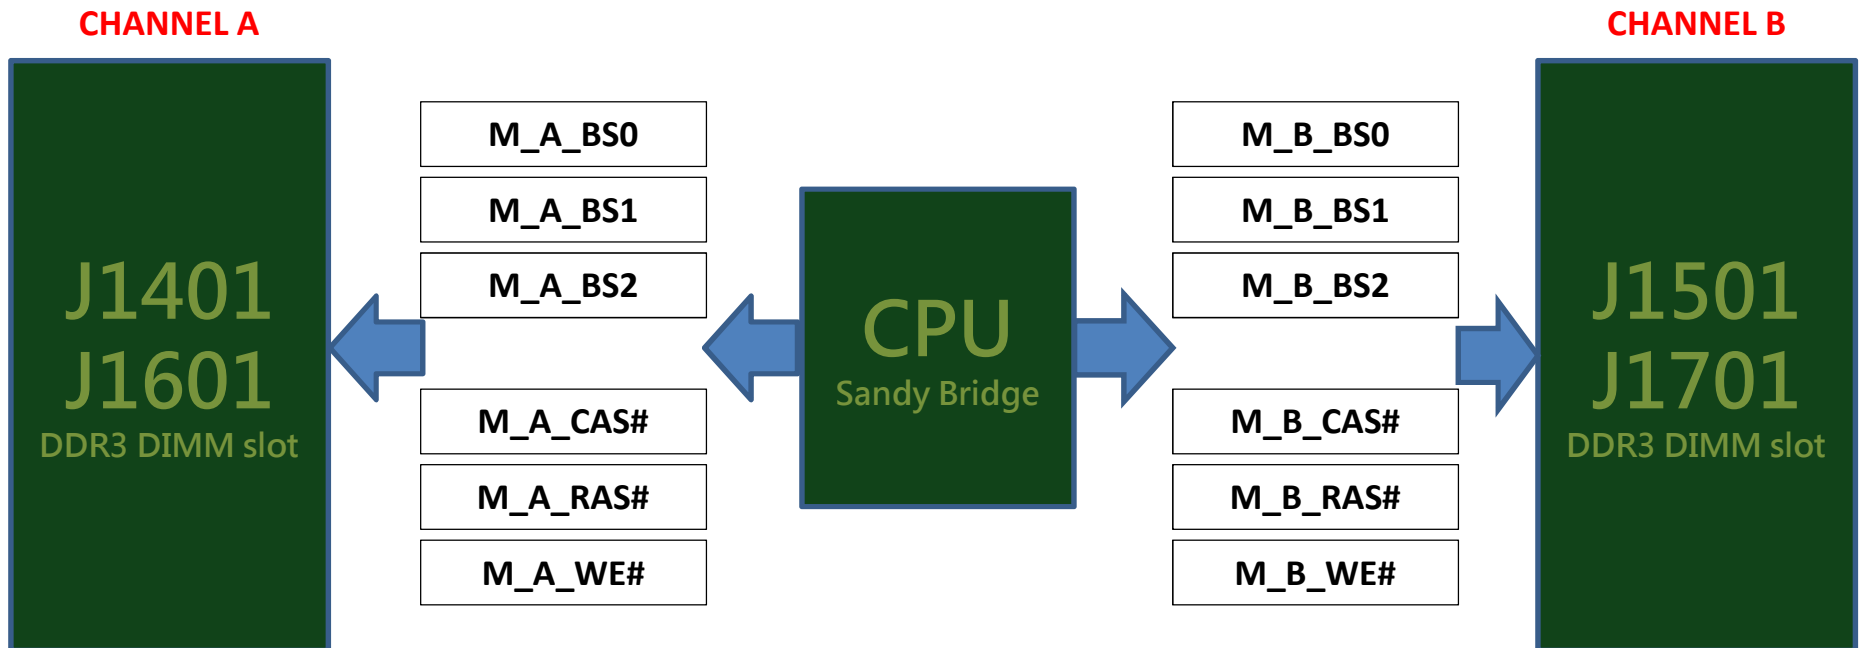 CHANNEL A
CHANNEL B
J1401
J1601
DDR3 DIMM slot
M_A_BS0
M_A_BS1
M_A_BS2
M_A_CAS#
M_A_RAS#
M_A_WE#
CPU
Sandy Bridge
M_B_BS0
M_B_BS1
M_B_BS2
M_B_CAS#
M_B_RAS#
M_B_WE#
J1501
J1701
DDR3 DIMM slot